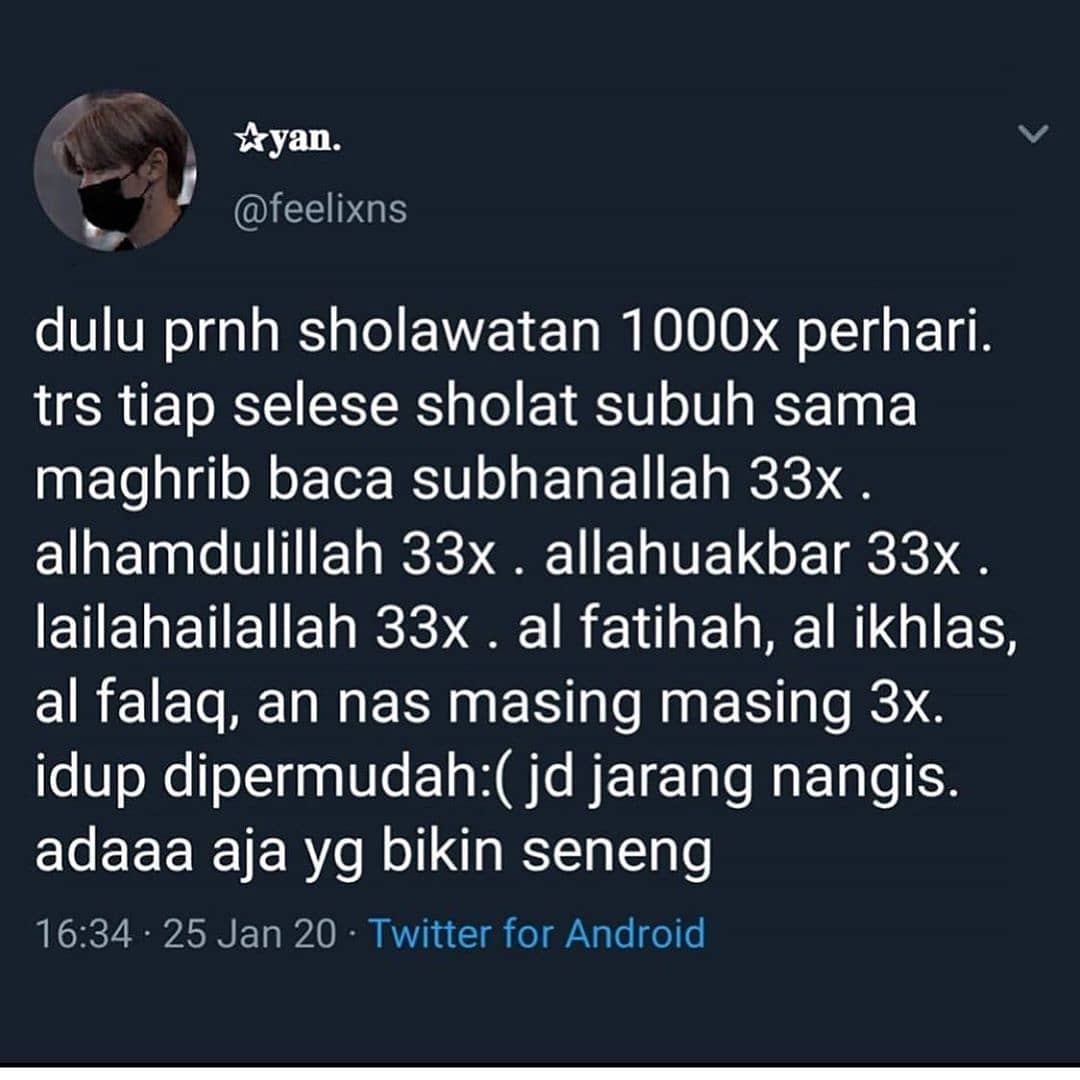 ☆yan.
@feelixns
dulu prnh sholawatan 1000x perhari.
trs tiap selese sholat subuh sama
maghrib baca subhanallah 33x .
alhamdulillah 33x . allahuakbar 33x .
lailahailallah 33x . al fatihah, al ikhlas,
al falaq, an nas masing masing 3x.
idup dipermudah:( jd jarang nangis.
adaaa aja yg bikin seneng
16:34 · 25 Jan 20 · Twitter for Android